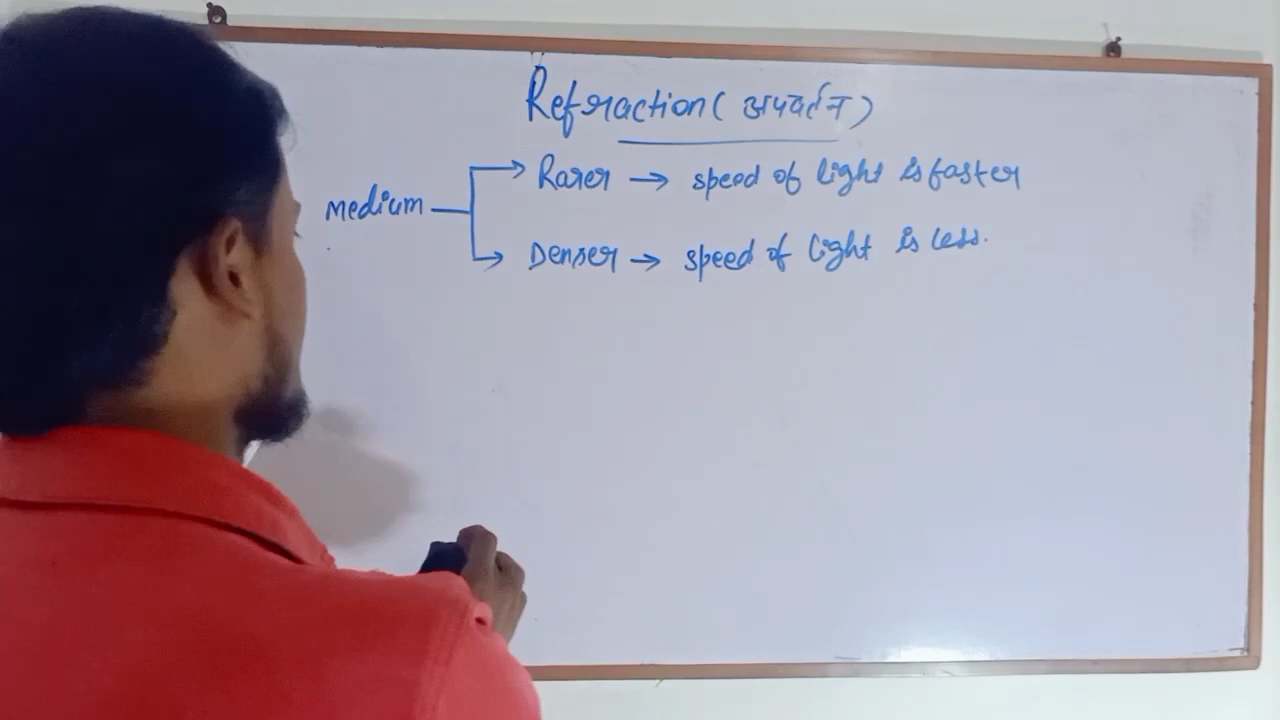 Refraction ( अपवर्तन )
Rarer → speed of light is faster
medium
Denser → speed of light is less.